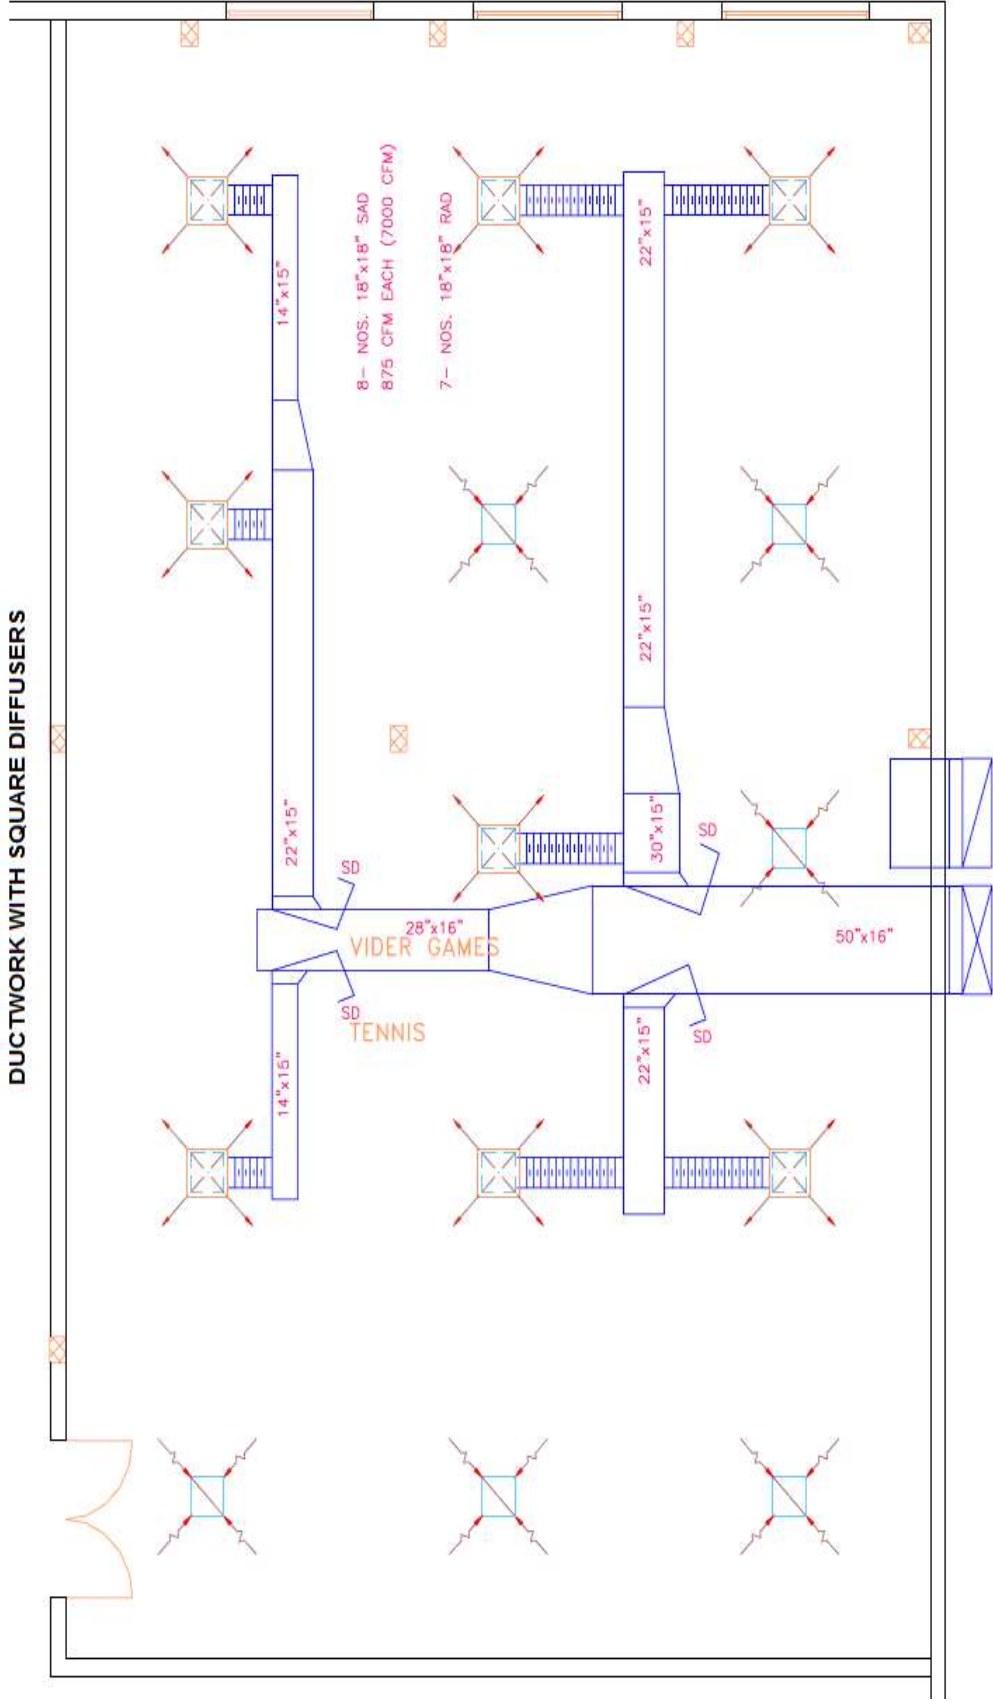 DUCTWORK WITH SQUARE DIFFUSERS
8- NOS. 18"x18" SAD
875 CFM EACH (7000 CFM)
7- NOS. 18"x18" RAD
14"x15"
22"x15"
22"x15"
22"x15"
30"x15"
SD
SD
28"x16"
VIDER GAMES
50"x16"
SD
TENNIS
SD
14"x15"
22"x15"